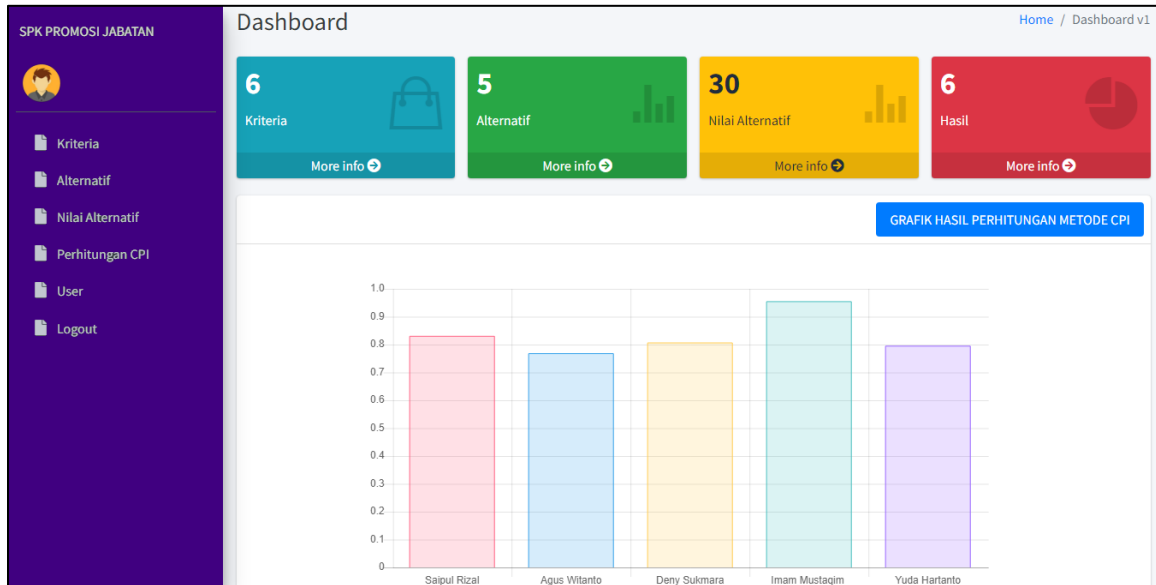 SPK PROMOSI JABATAN
Kriteria
Alternatif
Nilai Alternatif
Perhitungan CPI
User
Logout
Dashboard
Home / Dashboard v1
6
Kriteria
More info
5
Alternatif
More info
30
Nilai Alternatif
More info
6
Hasil
More info
GRAFIK HASIL PERHITUNGAN METODE CPI
1.0
0.9
0.8
0.7
0.6
0.5
0.4
0.3
0.2
0.1
0
Saipul Rizal Agus Witanto Deny Sukmara Imam Mustaqim Yuda Hartanto